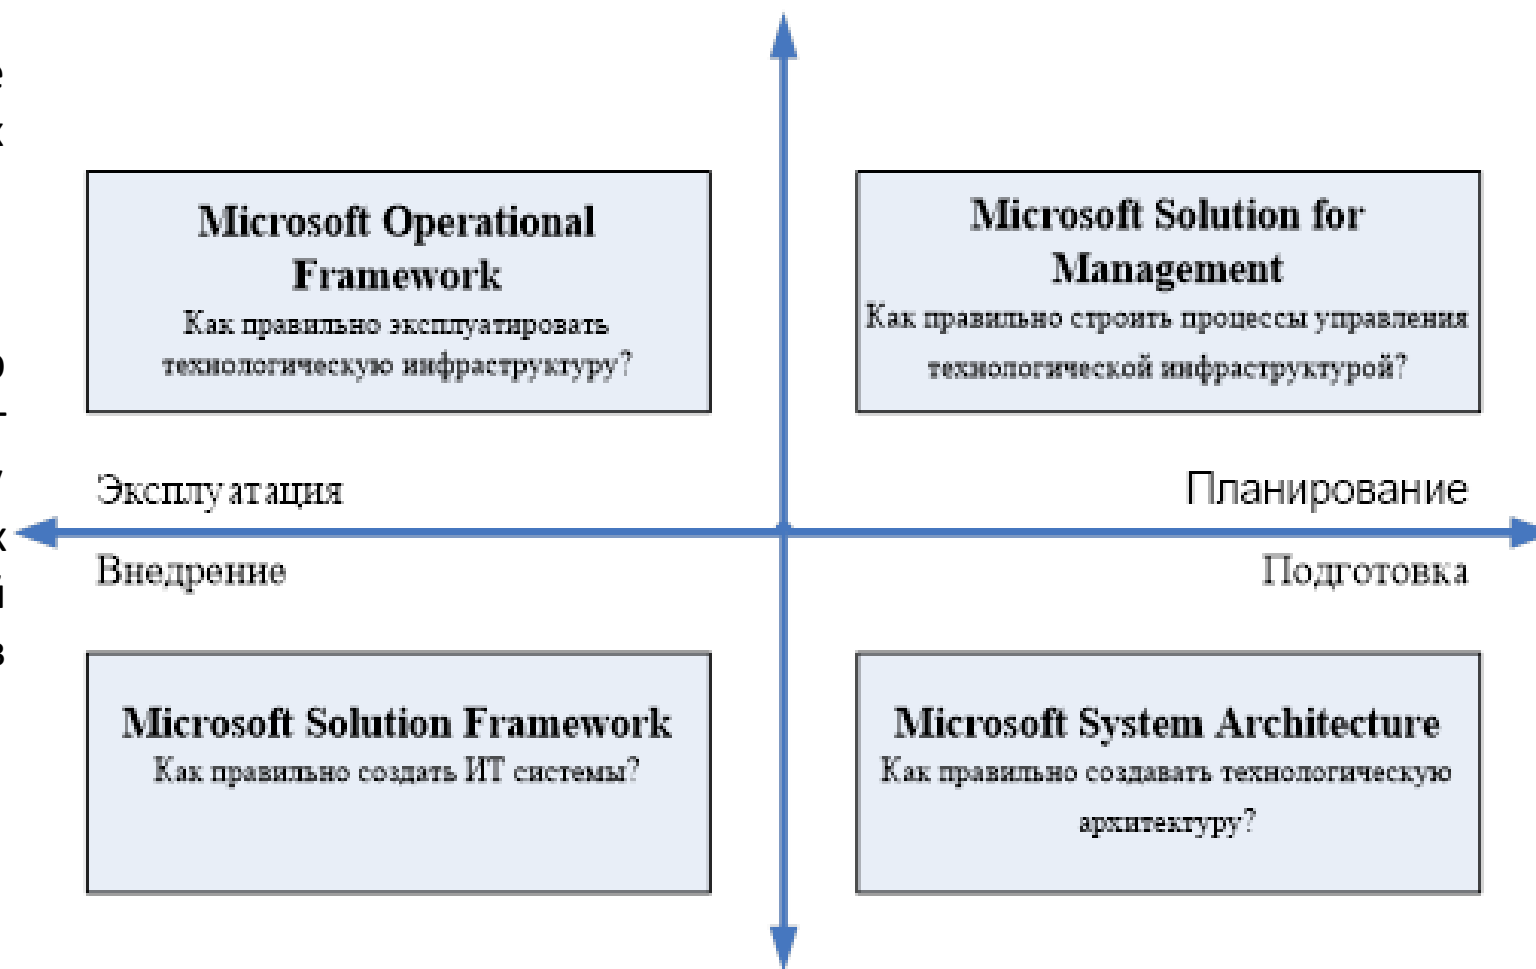 Microsoft Operational
Framework
Как правильно эксплуатировать
технологическую инфраструктуру?
Microsoft Solution for
Management
Как правильно строить процессы управления
технологической инфраструктурой?
Эксплуатация
Планирование
Внедрение
Подготовка
Microsoft Solution Framework
Как правильно создать ИТ системы?
Microsoft System Architecture
Как правильно создавать технологическую
архитектуру?